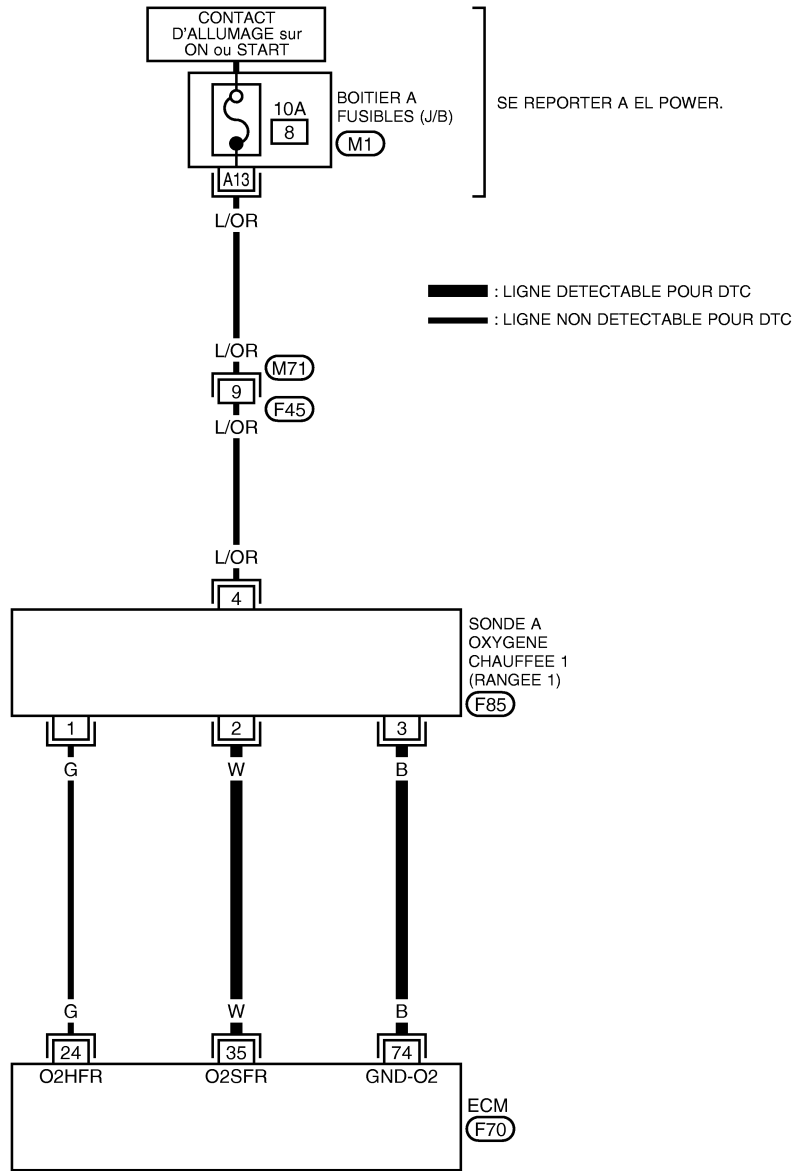 CONTACT
D'ALLUMAGE sur
ON ou START
10A
8
BOITIER A
FUSIBLES (J/B)
M1
SE REPORTER A EL POWER.
A13
L/OR
: LIGNE DETECTABLE POUR DTC
: LIGNE NON DETECTABLE POUR DTC
L/OR
M71
9
F45
L/OR
L/OR
4
SONDE A
OXYGENE
CHAUFFEE 1
(RANGEE 1)
F85
1 2 3
G W B
G W B
24 35 74
O2HFR O2SFR GND-O2
ECM
F70